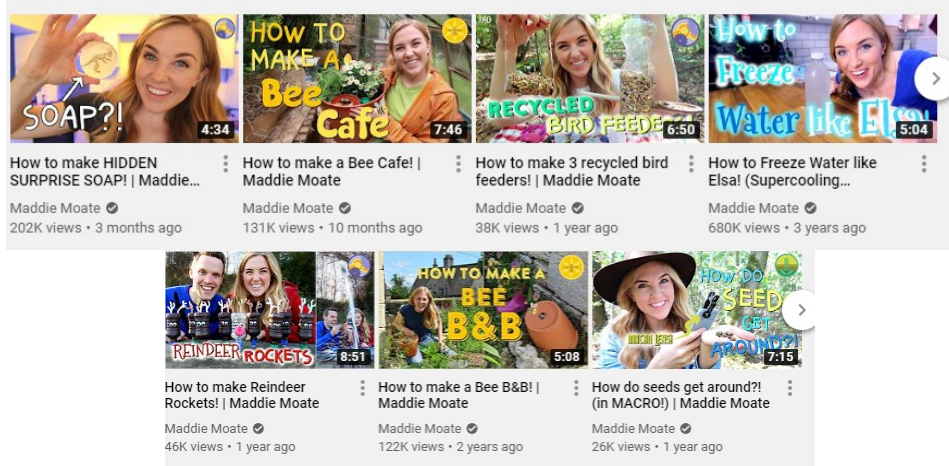 SOAP?!
4:34
HOW TO
MAKE A
Bee
Cafe
7:46
RECYCLED
BIRD FEEDERS
6:50
How to
Freeze
Water like Elsa!
5:04
How to make HIDDEN
SURPRISE SOAP! | Maddie...
Maddie Moate
202K views • 3 months ago
How to make a Bee Cafe! |
Maddie Moate
Maddie Moate
131K views • 10 months ago
How to make 3 recycled bird
feeders! | Maddie Moate
Maddie Moate
38K views • 1 year ago
How to Freeze Water like
Elsa! (Supercooling...
Maddie Moate
680K views • 3 years ago
REINDEER ROCKETS
8:51
HOW TO MAKE A
BEE
B&B
5:08
HOW DO
SEEDS
GET
AROUND?!
MACRO LENS!
7:15
How to make Reindeer
Rockets! | Maddie Moate
Maddie Moate
46K views • 1 year ago
How to make a Bee B&B! |
Maddie Moate
Maddie Moate
122K views • 2 years ago
How do seeds get around?!
(in MACRO!) | Maddie Moate
Maddie Moate
26K views • 1 year ago